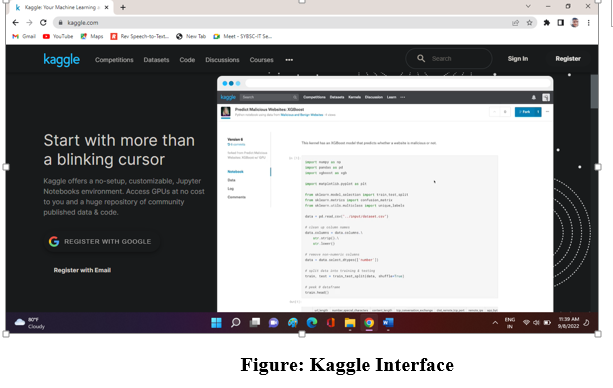 Kaggle: Your Machine Learning a
kaggle.com
Gmail
YouTube
Maps
Rev Speech-to-Text...
New Tab
Meet - SYBSC-IT Se...
kaggle
Competitions
Datasets
Code
Discussions
Courses
Search
Sign In
Register
kaggle
Search
Competitions Datasets Kernels Discussion Learn
Predict Malicious Websites: XGBoost
Fork
This kernel has an XGBoost model that predicts whether a website is malicious or not.
Start with more than
a blinking cursor
Kaggle offers a no-setup, customizable, Jupyter
Notebooks environment. Access GPUs at no cost
to you and a huge repository of community
published data & code.
REGISTER WITH GOOGLE
Register with Email
Version 6
Notebook
Data
Log
Comments
import numpy as np
import pandas as pd
import xgboost as xgb
import matplotlib.pyplot as plt
from sklearn.model_selection import train_test_split
from sklearn.metrics import confusion_matrix
from sklearn.utils.multiclass import unique_labels
data = pd.read_csv("../input/dataset.csv")
# clean up column names
data.columns = data.columns.\
str.strip().\
str.lower()
# remove non-numeric columns
data = data.select_dtypes(['number'])
# split data into training & testing
train, test = train_test_split(data, shuffle=True)
# peek @ dataframe
train.head()
80°F
Cloudy
ENG
IN
11:39 AM
9/8/2022
Figure: Kaggle Interface